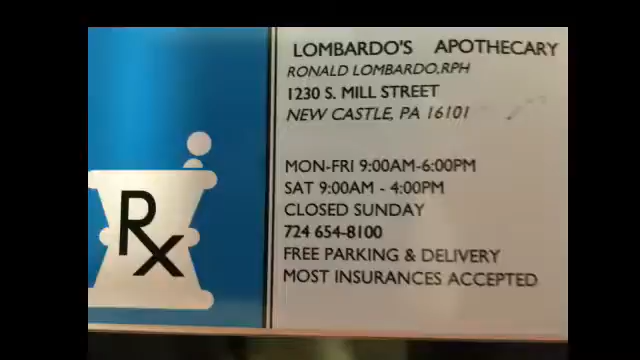 LOMBARDO'S APOTHECARY
RONALD LOMBARDO,RPH
1230 S. MILL STREET
NEW CASTLE, PA 16101
MON-FRI 9:00AM-6:00PM
SAT 9:00AM - 4:00PM
CLOSED SUNDAY
724 654-8100
FREE PARKING & DELIVERY
MOST INSURANCES ACCEPTED
Rx